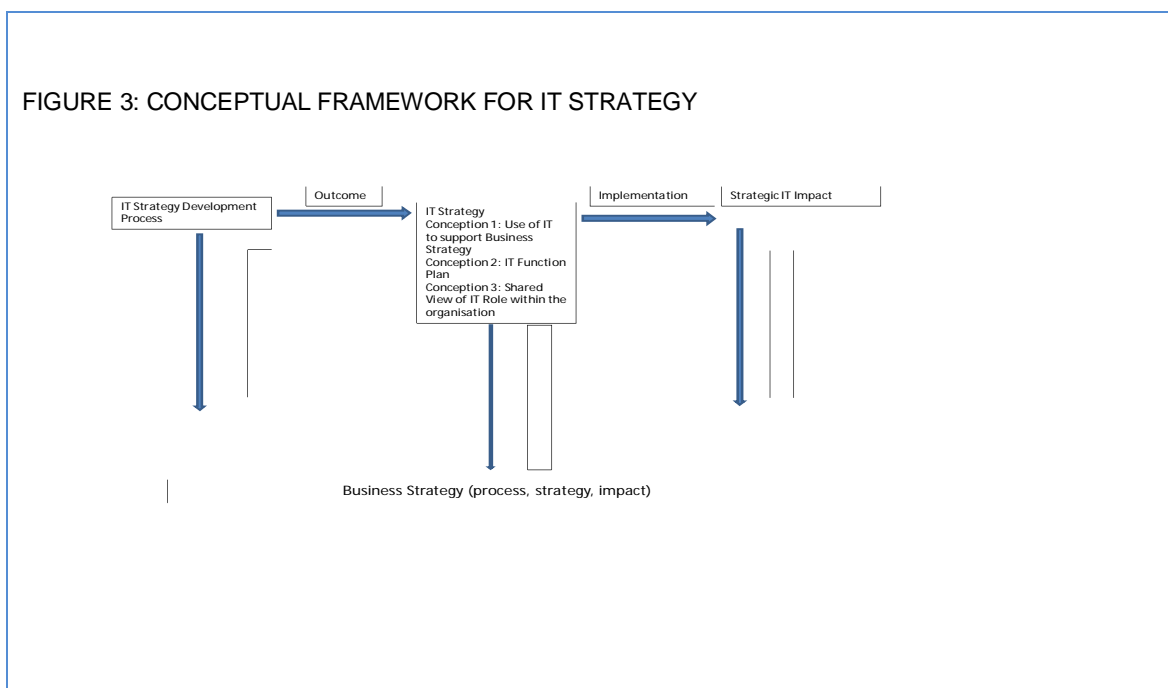 FIGURE 3: CONCEPTUAL FRAMEWORK FOR IT STRATEGY
IT Strategy Development
Process
Outcome
IT Strategy
Conception 1: Use of IT
to support Business
Strategy
Conception 2: IT Function
Plan
Conception 3: Shared
View of IT Role within the
organisation
Implementation
Strategic IT Impact
Business Strategy (process, strategy, impact)